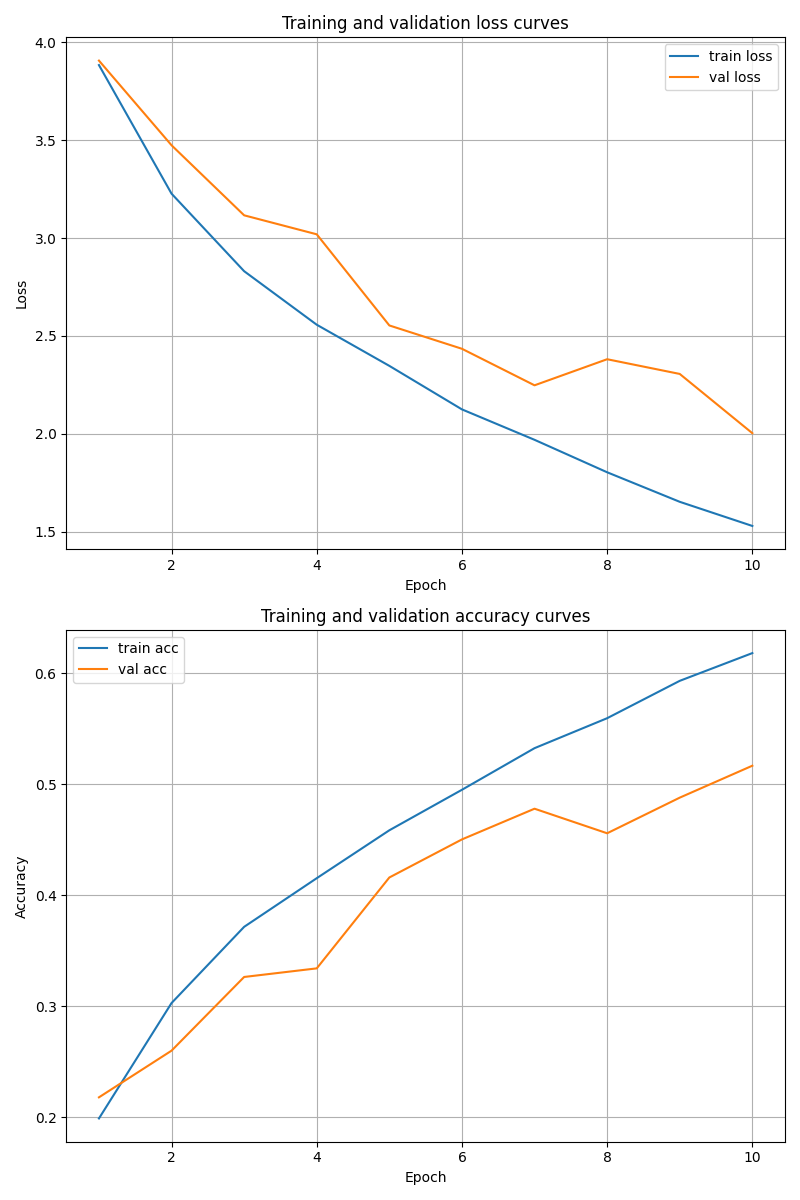 Training and validation loss curves
4.0
3.5
3.0
2.5
2.0
1.5
Loss
train loss
val loss
2 4 6 8 10
Epoch
Training and validation accuracy curves
train acc
val acc
0.6
0.5
0.4
0.3
0.2
Accuracy
2 4 6 8 10
Epoch